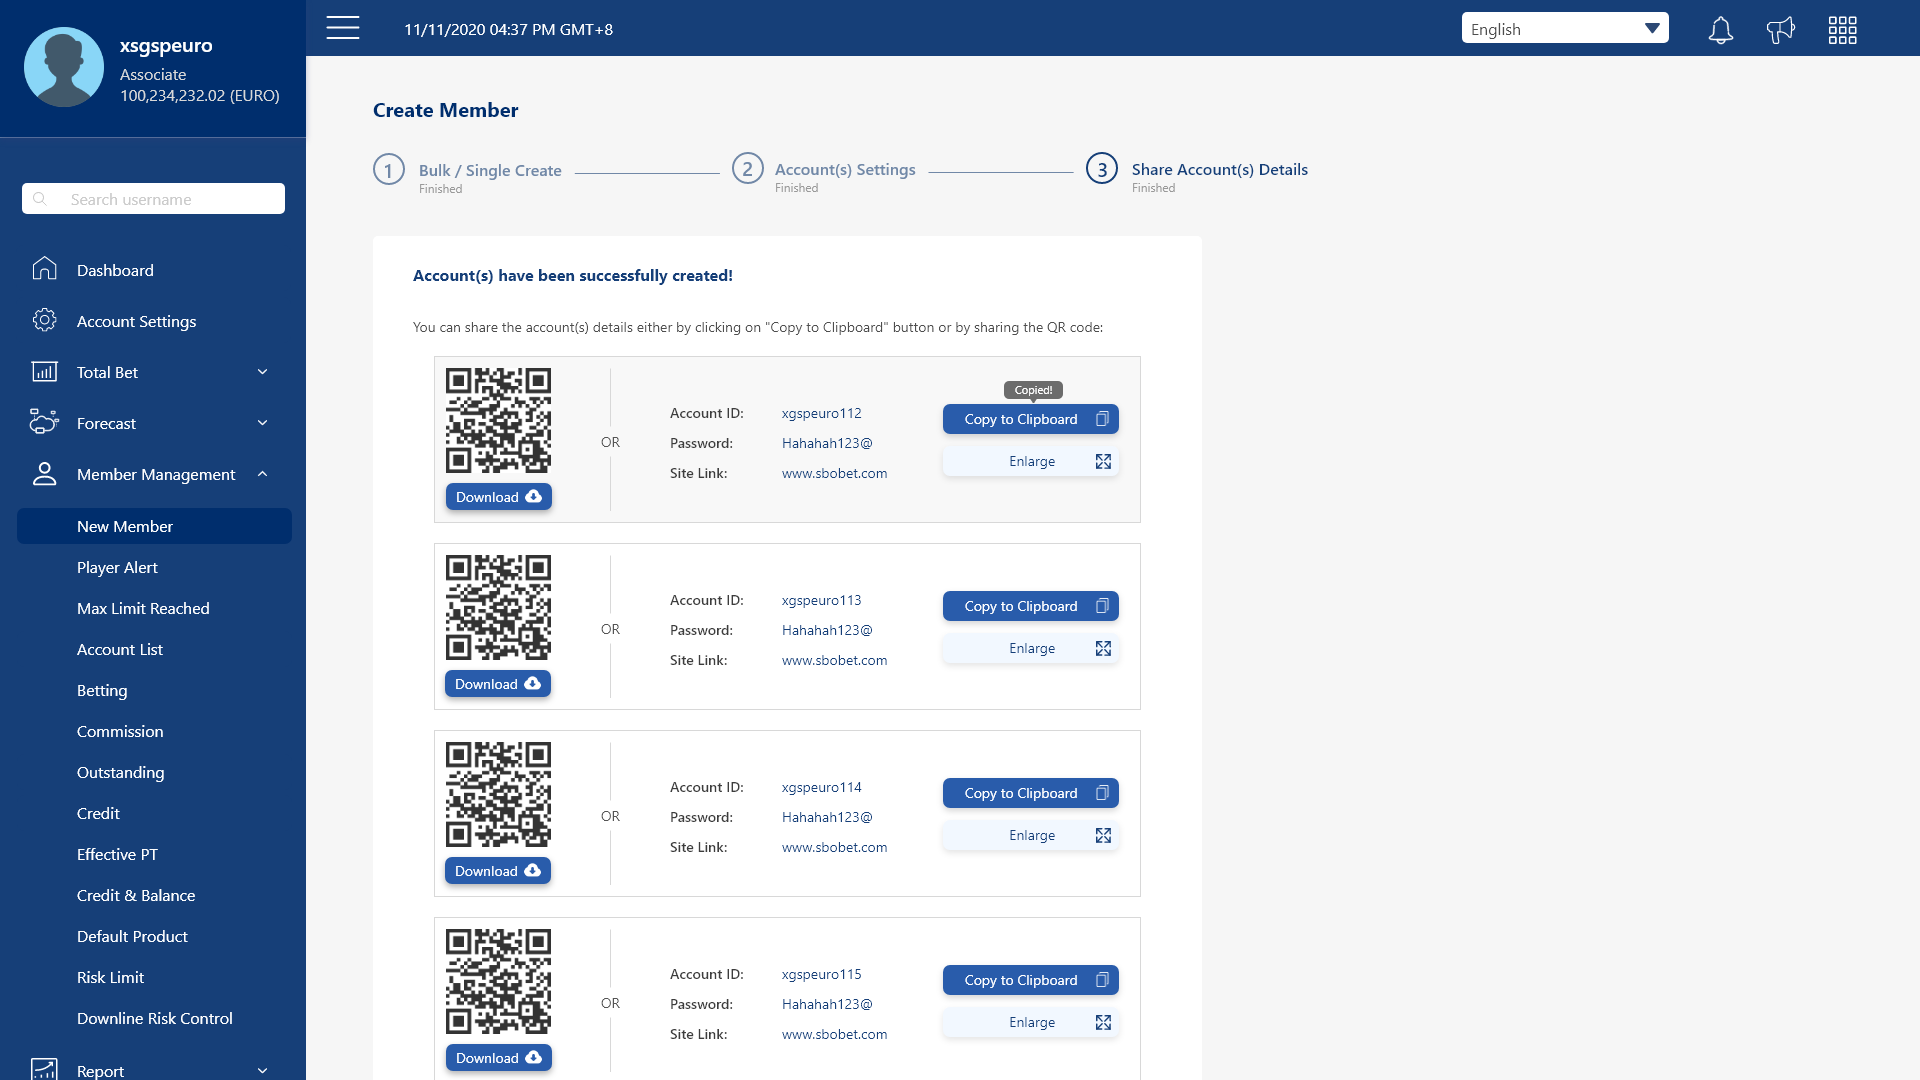 xsgspeuro
Associate
100,234,232.02 (EURO)
Search username
Dashboard
Account Settings
Total Bet
Forecast
Member Management
New Member
Player Alert
Max Limit Reached
Account List
Betting
Commission
Outstanding
Credit
Effective PT
Credit & Balance
Default Product
Risk Limit
Downline Risk Control
Report
11/11/2020 04:37 PM GMT+8
English
Create Member
1 Bulk / Single Create
Finished
2 Account(s) Settings
Finished
3 Share Account(s) Details
Finished
Account(s) have been successfully created!
You can share the account(s) details either by clicking on "Copy to Clipboard" button or by sharing the QR code:
Download
OR
Account ID: xgspeuro112
Password: Hahahah123@
Site Link: www.sbobet.com
Copied!
Copy to Clipboard
Enlarge
Download
OR
Account ID: xgspeuro113
Password: Hahahah123@
Site Link: www.sbobet.com
Copy to Clipboard
Enlarge
Download
OR
Account ID: xgspeuro114
Password: Hahahah123@
Site Link: www.sbobet.com
Copy to Clipboard
Enlarge
Download
OR
Account ID: xgspeuro115
Password: Hahahah123@
Site Link: www.sbobet.com
Copy to Clipboard
Enlarge